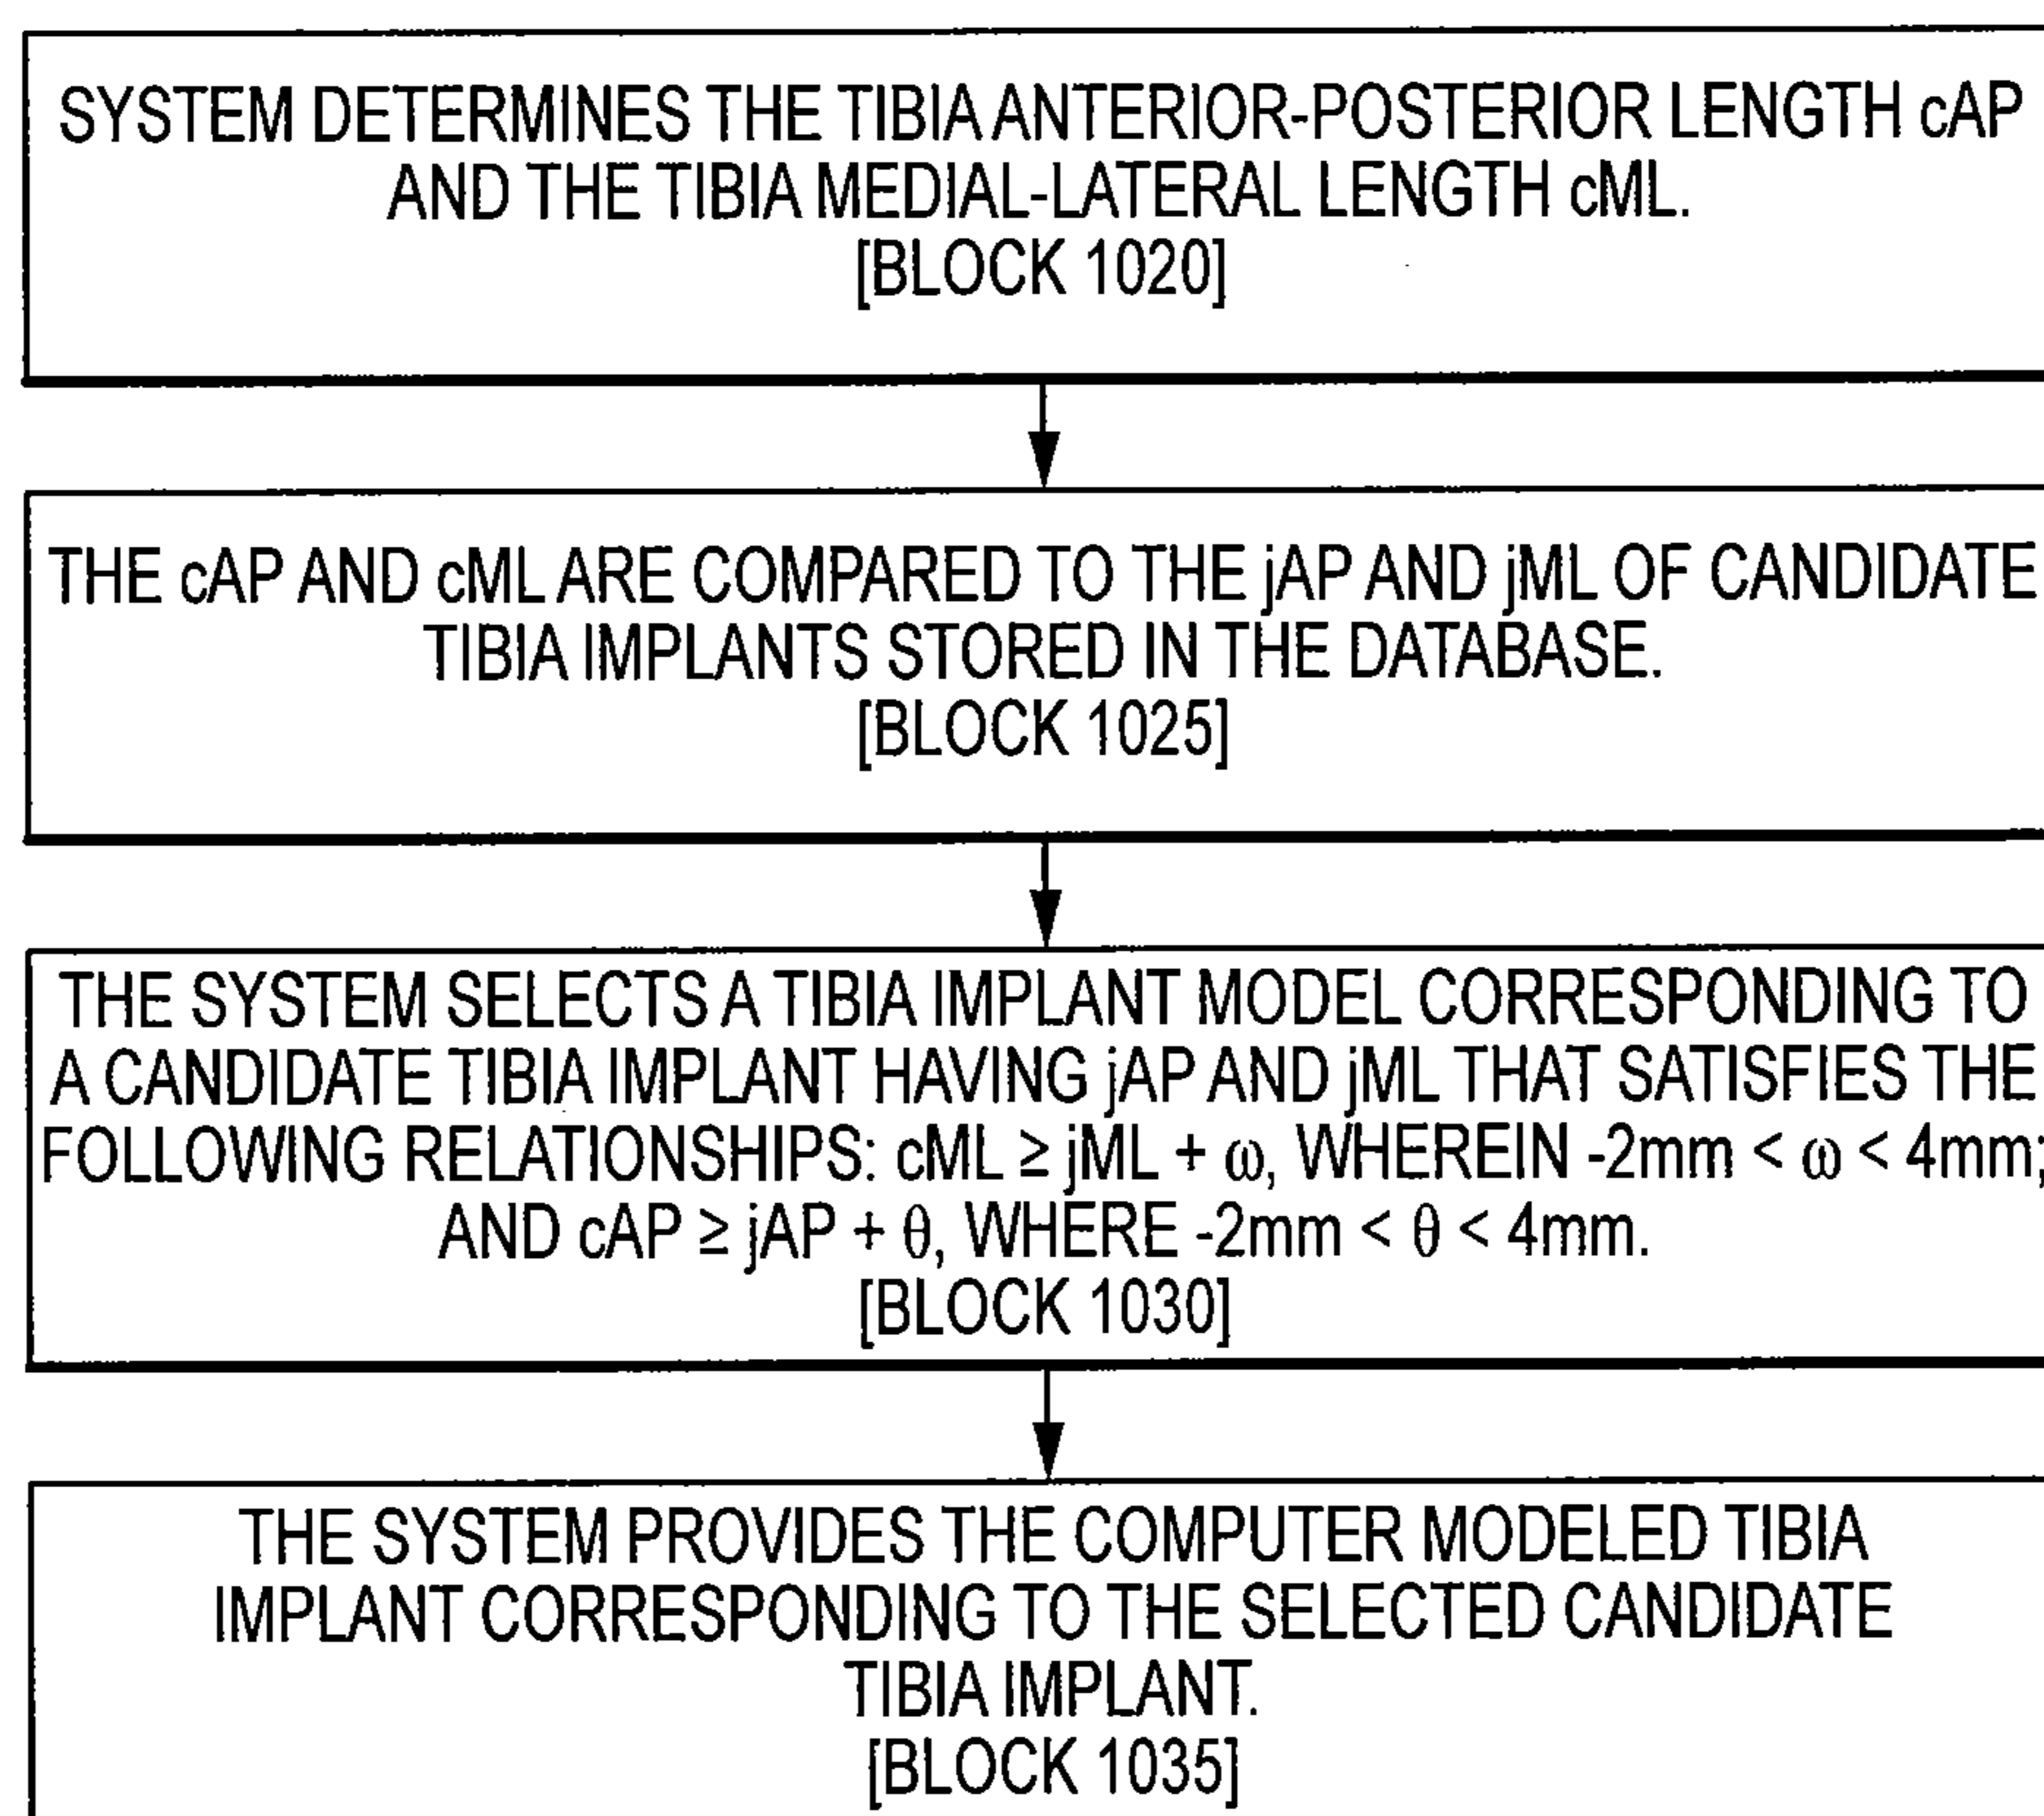 SYSTEM DETERMINES THE TIBIA ANTERIOR-POSTERIOR LENGTH cAP
AND THE TIBIA MEDIAL-LATERAL LENGTH cML.
[BLOCK 1020]
THE cAP AND cML ARE COMPARED TO THE jAP AND jML OF CANDIDATE
TIBIA IMPLANTS STORED IN THE DATABASE.
[BLOCK 1025]
THE SYSTEM SELECTS A TIBIA IMPLANT MODEL CORRESPONDING TO
A CANDIDATE TIBIA IMPLANT HAVING jAP AND jML THAT SATISFIES THE
FOLLOWING RELATIONSHIPS: cML ≥ jML + ω, WHEREIN -2mm < ω < 4mm;
AND cAP ≥ jAP + θ, WHERE -2mm < θ < 4mm.
[BLOCK 1030]
THE SYSTEM PROVIDES THE COMPUTER MODELED TIBIA
IMPLANT CORRESPONDING TO THE SELECTED CANDIDATE
TIBIA IMPLANT.
[BLOCK 1035]